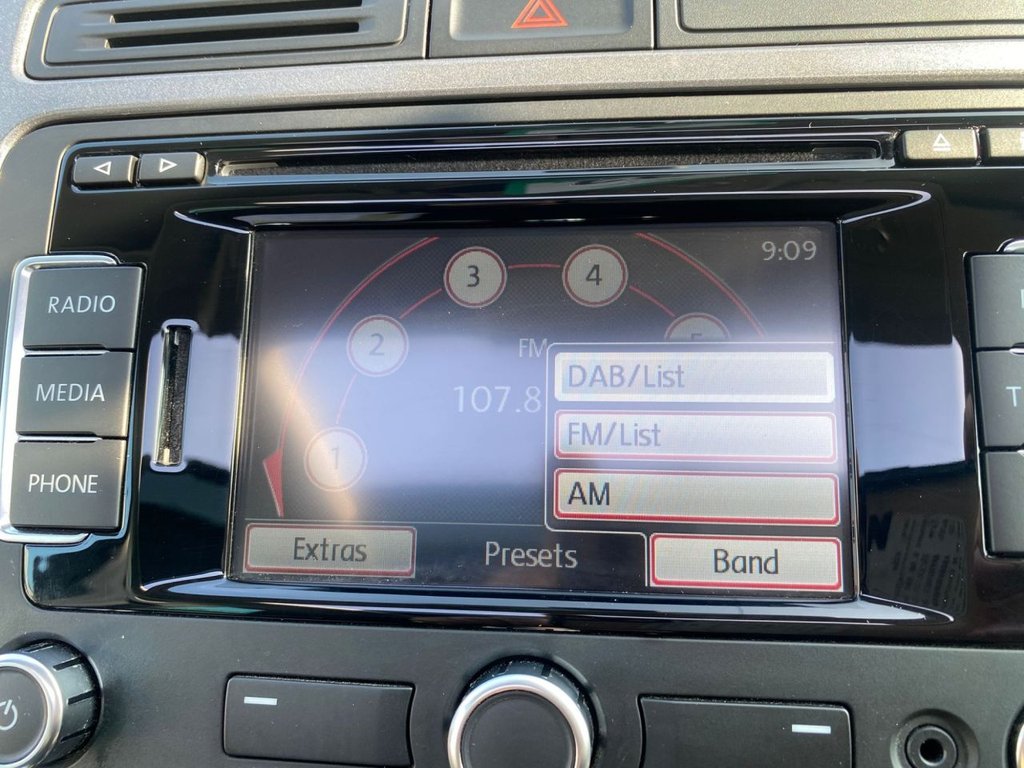 RADIO
MEDIA
PHONE
3 4
9:09
2
5
FM
107.8
DAB/List
FM/List
AM
1
Extras
Presets
Band
T